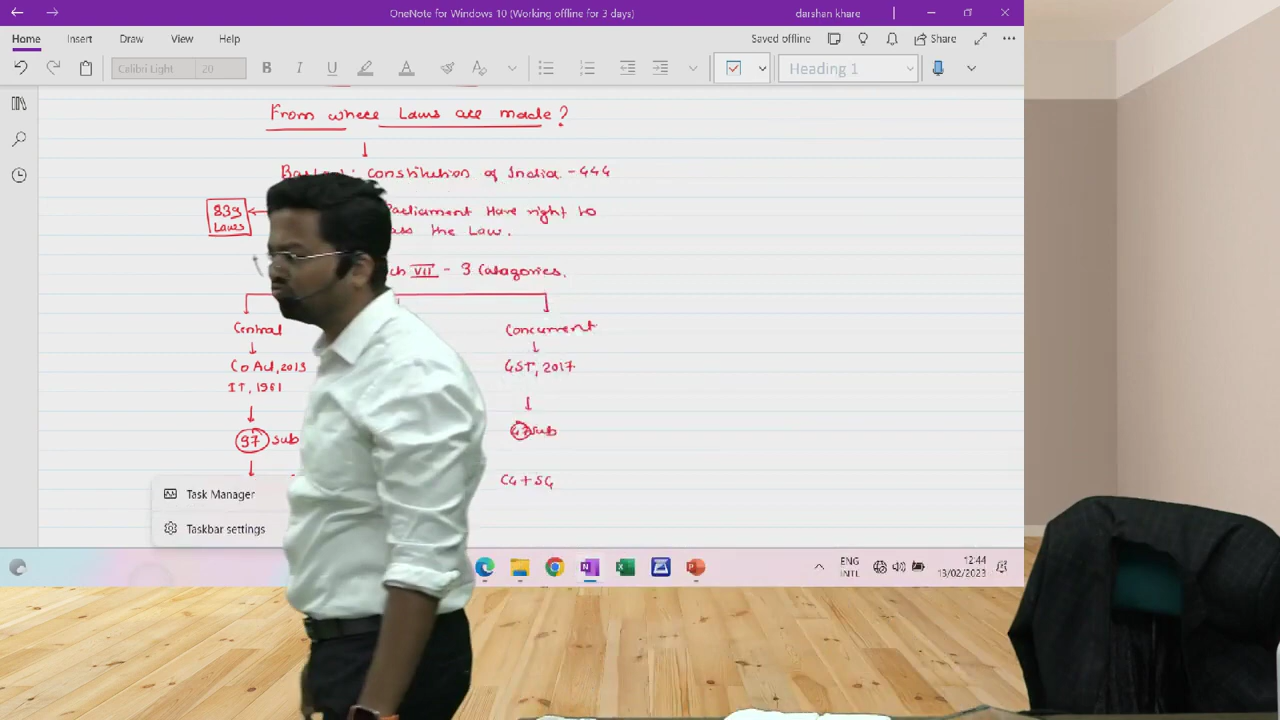 OneNote for Windows 10 (Working offline for 3 days)
darshan khare
Home Insert Draw View Help
Saved offline
Share
Calibri Light 20
B I U
Heading 1
From where Laws are made?
Constitution of India - 444
839 Laws
Parliament Have right to
the Law.
VII - 3 Catagories.
Central
Concurrent
Co Act, 2013
GST, 2017
IT, 1961
97 sub
47 sub
CG + SG
Task Manager
Taskbar settings
ENG
INTL
12:44
13/02/2023